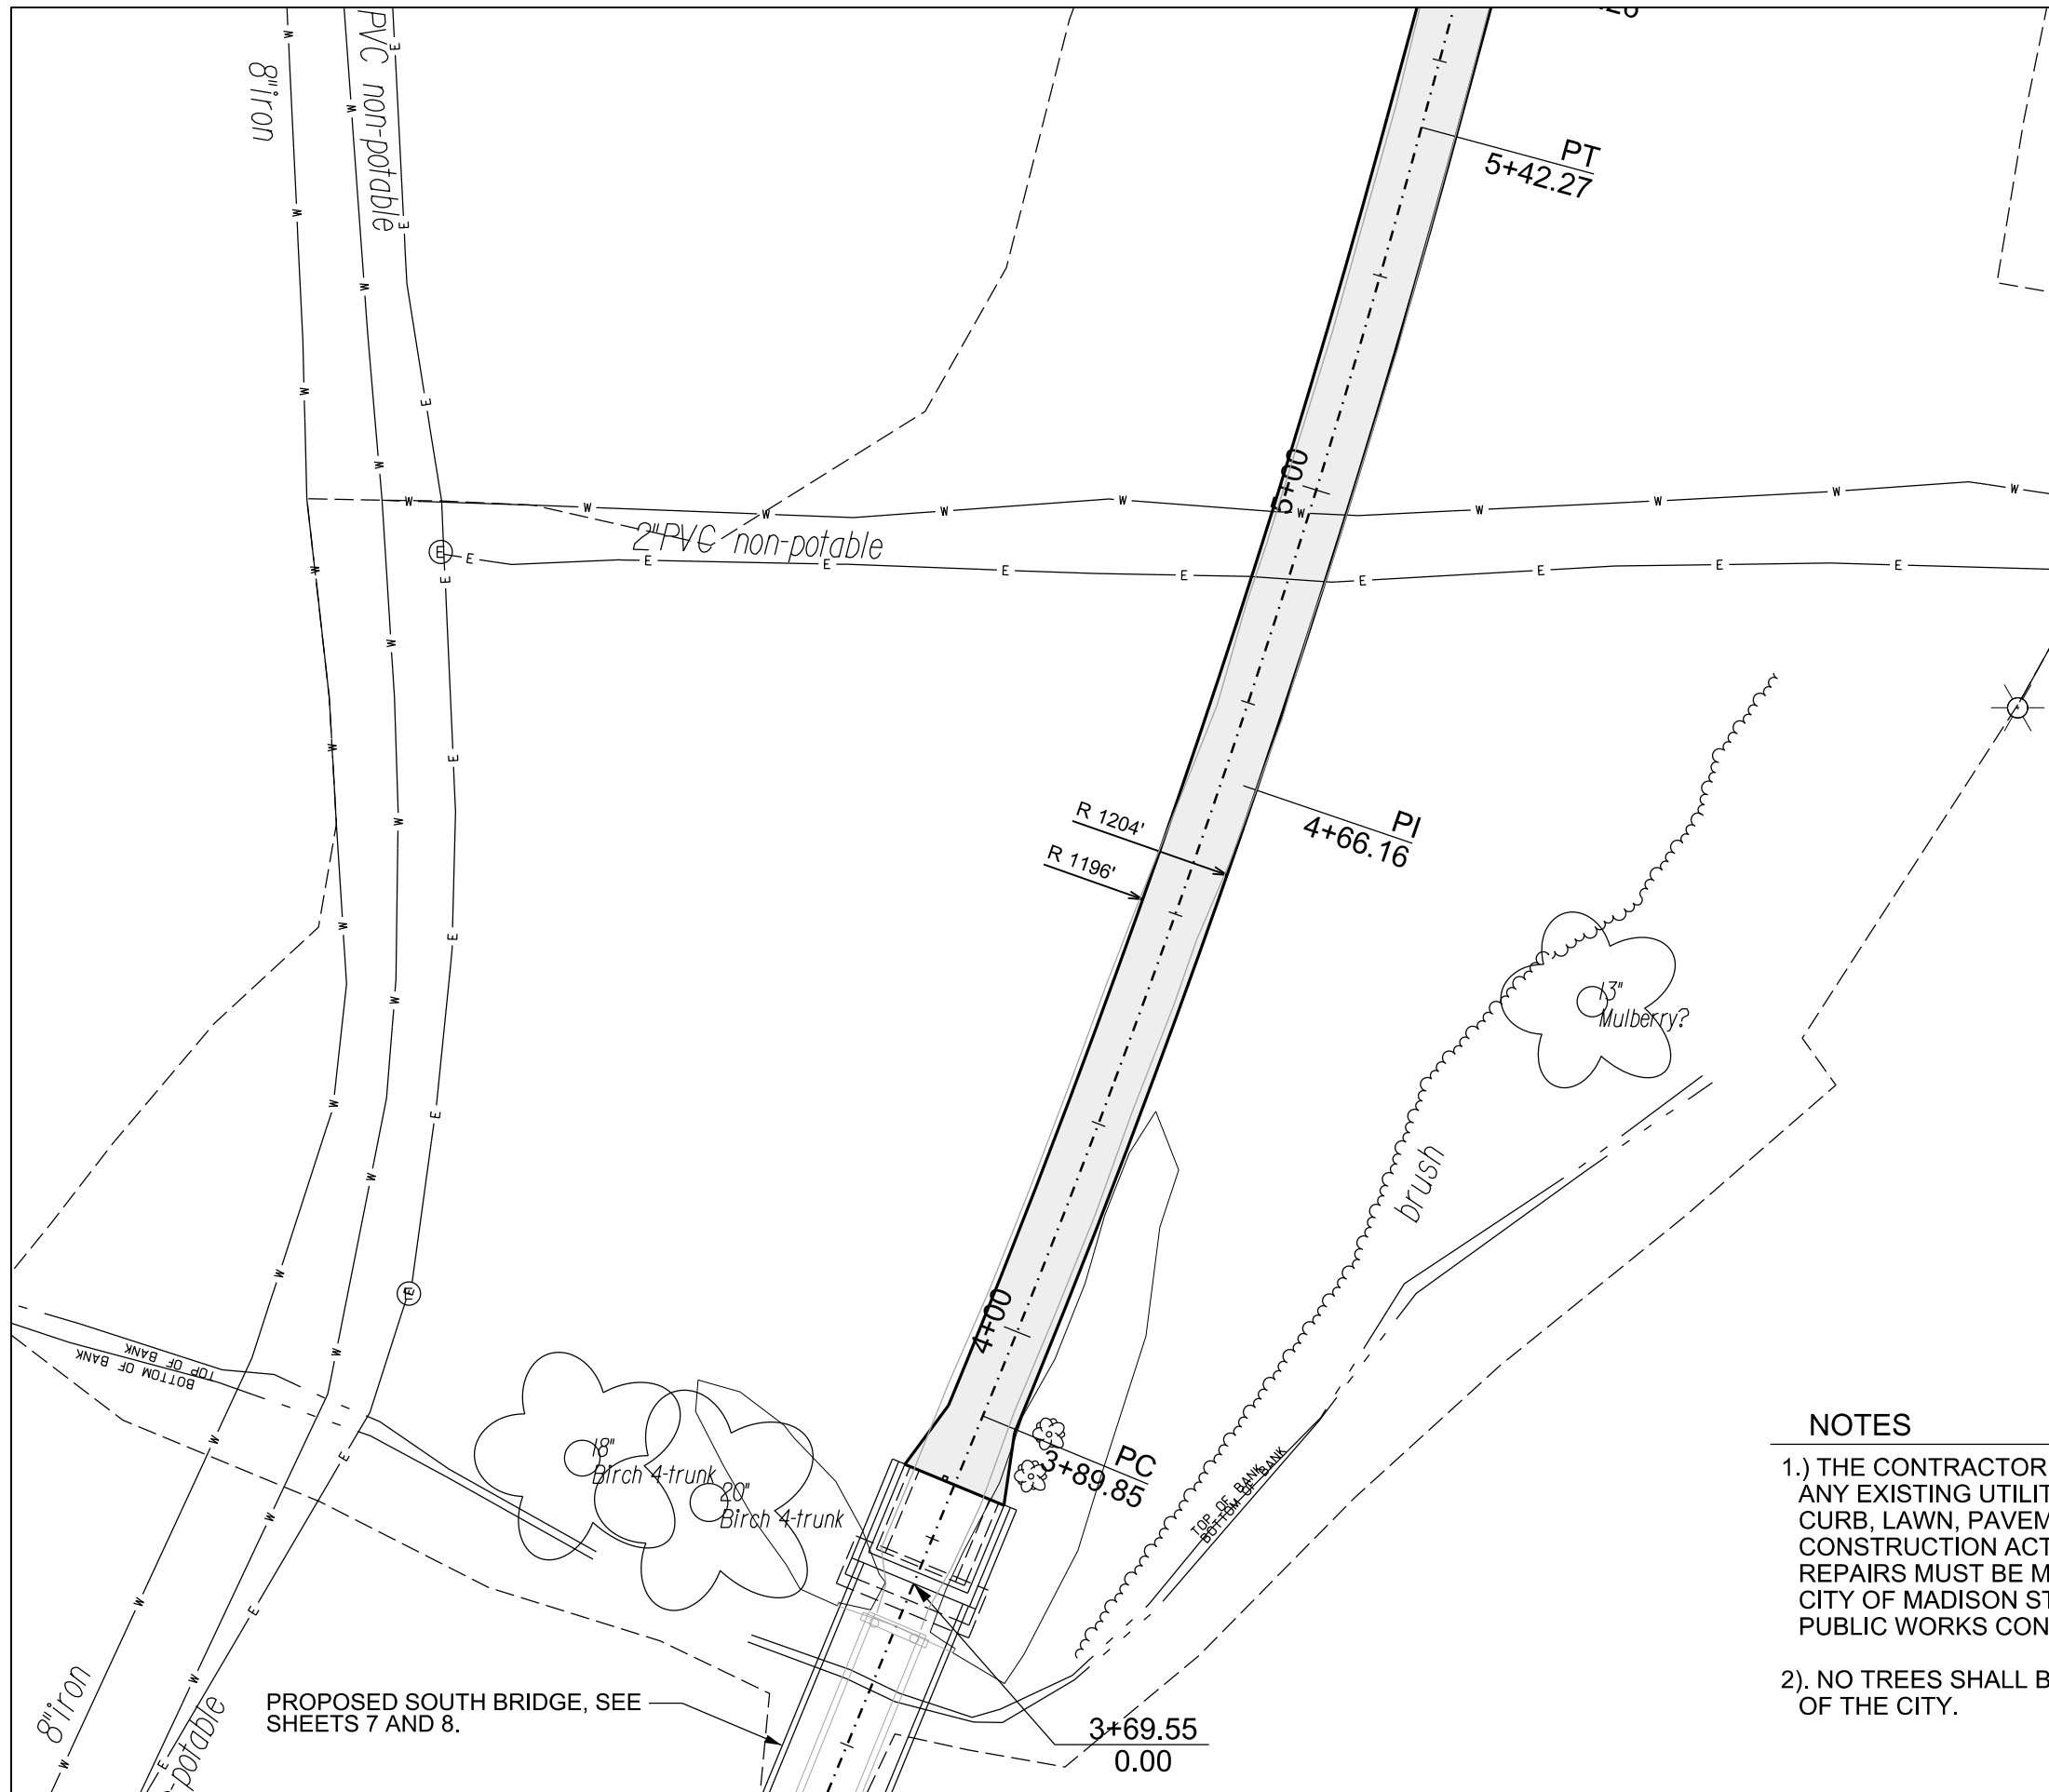 8"iron
PVC non-potable
PT
5+42.27
5+00
2"PVC non-potable
PI
4+66.16
R 1204'
R 1196'
13"
Mulberry?
brush
4+00
TOP OF BANK
BOTTOM OF BANK
18"
Birch 4-trunk
20"
Birch 4-trunk
PC
3+89.85
TOP OF BANK
BOTTOM OF BANK
8"iron
-potable
PROPOSED SOUTH BRIDGE, SEE
SHEETS 7 AND 8.
3+69.55
0.00
NOTES
1.) THE CONTRACTOR
ANY EXISTING UTILIT
CURB, LAWN, PAVEM
CONSTRUCTION ACT
REPAIRS MUST BE M
CITY OF MADISON ST
PUBLIC WORKS CON
2). NO TREES SHALL B
OF THE CITY.